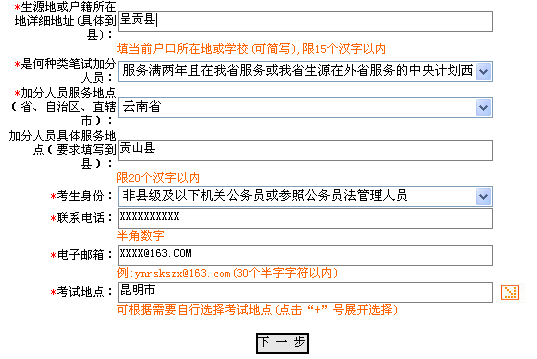 *生源地或户籍所在 呈贡县
地详细地址(具体到
县):
填当前户口所在地或学校(可简写),限15个汉字以内
*是何种类笔试加分 服务满两年且在我省服务或我省生源在外省服务的中央计划西
人员:
*加分人员服务地点
(省、自治区、直辖 云南省
市):
加分人员具体服务地
点(要求填写到 贡山县
县):
限20个汉字以内
*考生身份: 非县级及以下机关公务员或参照公务员法管理人员
*联系电话: XXXXXXXXXX
半角数字
*电子邮箱: XXXX@163.COM
例:ynrsksz​x@163.com(30个半字字符以内)
*考试地点: 昆明市
可根据需要自行选择考试地点(点击“+”号展开选择)
下 一 步